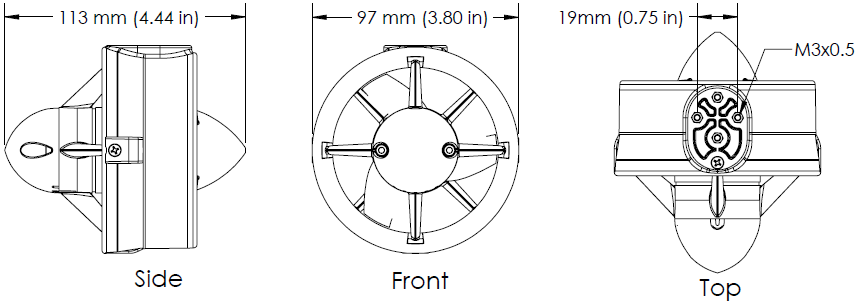 113 mm (4.44 in)
97 mm (3.80 in)
19mm (0.75 in)
M3x0.5
Side
Front
Top